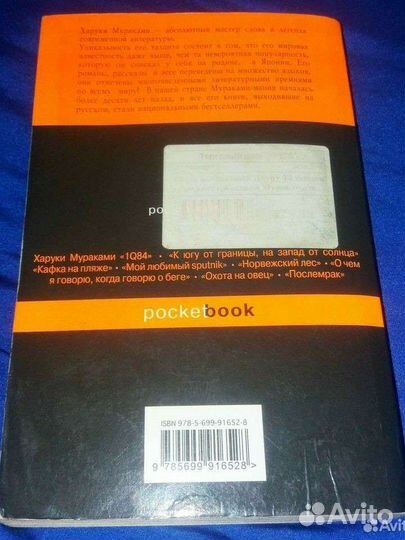 Харуки Мураками — абсолютный мастер слова и легенда
современной литературы.
Уникальность его таланта состоит в том, что его мировая
известность даже выше, чем та невероятная популярность,
которую он снискал у себя на родине, в Японии. Его
романы, рассказы и эссе переведены на множество языков,
они отмечены многочисленными литературными премиями
по всему миру! В нашей стране Мураками-мания началась
более десяти лет назад, и все его книги, выходившие на
русском, стали национальными бестселлерами.
pocket
Харуки Мураками «1Q84» • «К югу от границы, на запад от солнца»
«Кафка на пляже» • «Мой любимый sputnik» • «Норвежский лес» • «О чем
я говорю, когда говорю о беге» • «Охота на овец» • «Послемрак»
pocketbook
ISBN 978-5-699-91652-8
9 785699 916528 >
Avito
Avito